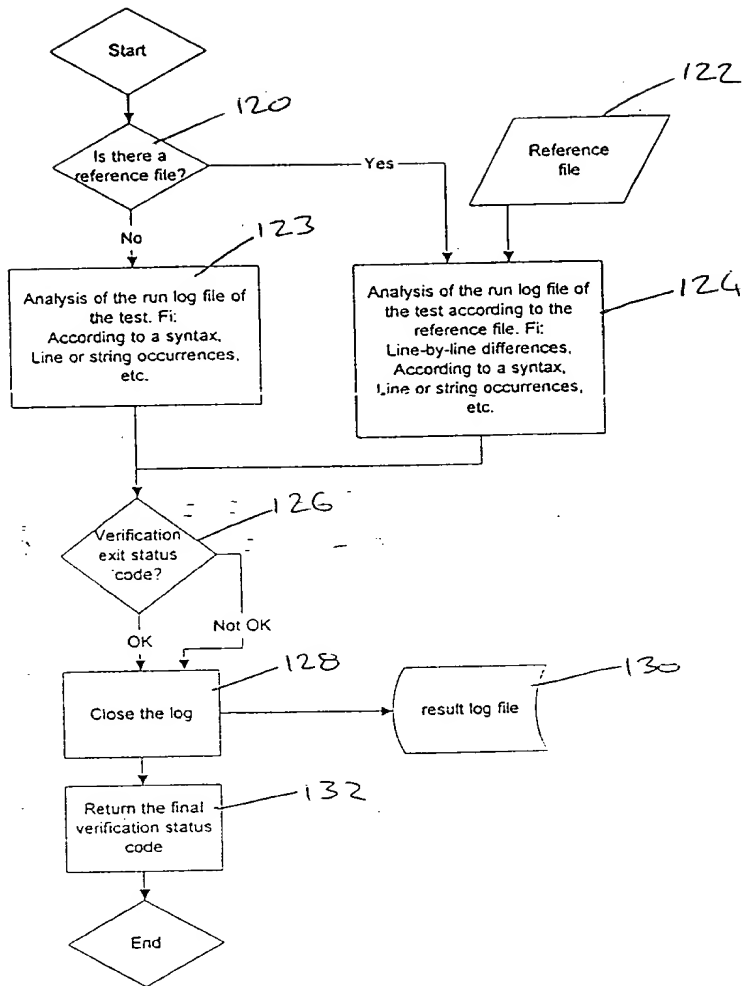 Start
120
Is there a
reference file?
Yes
No
122
Reference
file
123
Analysis of the run log file of
the test. Fi:
According to a syntax,
Line or string occurrences,
etc.
124
Analysis of the run log file of
the test according to the
reference file. Fi:
Line-by-line differences,
According to a syntax,
Line or string occurrences,
etc.
126
Verification
exit status
code?
OK
Not OK
128
Close the log
130
result log file
132
Return the final
verification status
code
End